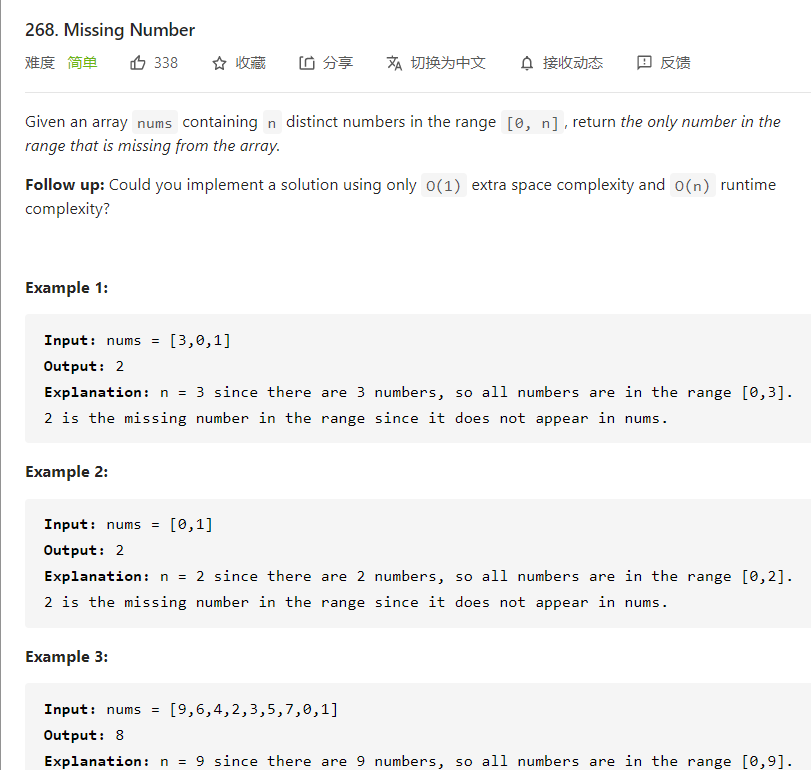 268. Missing Number
难度 简单 338 收藏 分享 切换为中文 接收动态 反馈
Given an array nums containing n distinct numbers in the range [0, n], return the only number in the
range that is missing from the array.
Follow up: Could you implement a solution using only O(1) extra space complexity and O(n) runtime
complexity?
Example 1:
Input: nums = [3,0,1]
Output: 2
Explanation: n = 3 since there are 3 numbers, so all numbers are in the range [0,3].
2 is the missing number in the range since it does not appear in nums.
Example 2:
Input: nums = [0,1]
Output: 2
Explanation: n = 2 since there are 2 numbers, so all numbers are in the range [0,2].
2 is the missing number in the range since it does not appear in nums.
Example 3:
Input: nums = [9,6,4,2,3,5,7,0,1]
Output: 8
Explanation: n = 9 since there are 9 numbers, so all numbers are in the range [0,9].